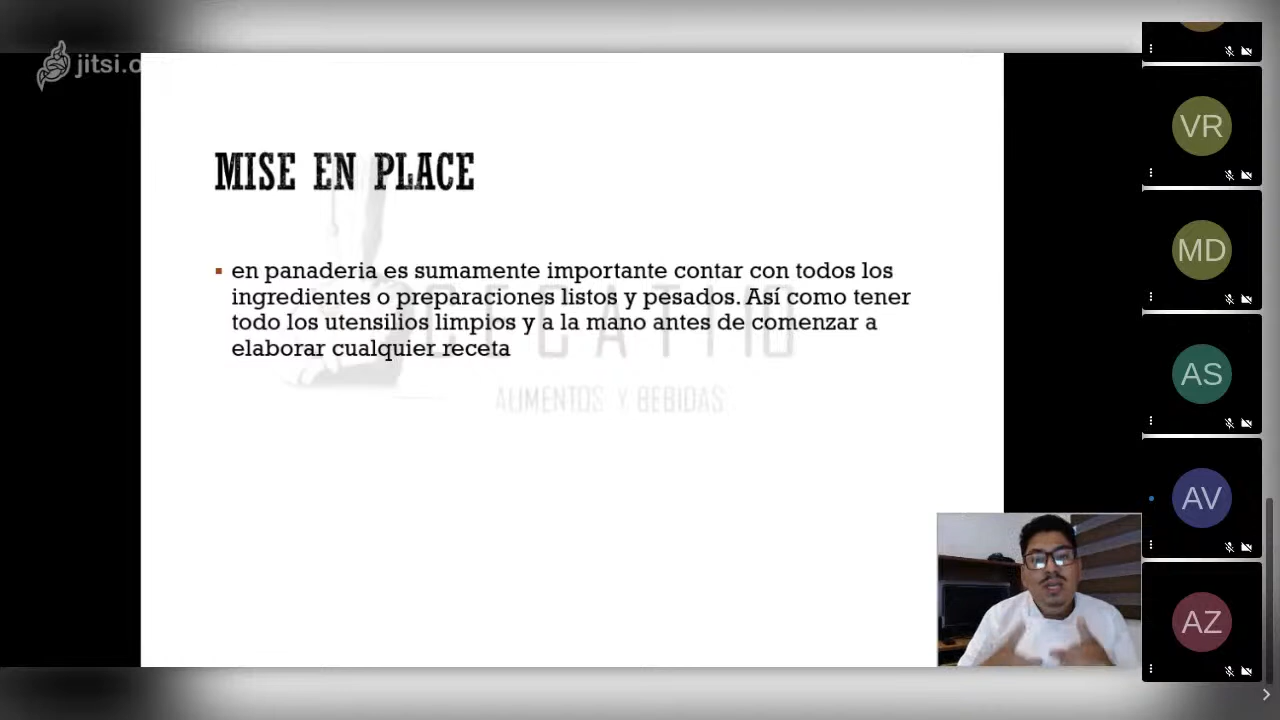 jitsi.o
MISE EN PLACE
en panaderia es sumamente importante contar con todos los
ingredientes o preparaciones listos y pesados. Así como tener
todo los utensilios limpios y a la mano antes de comenzar a
elaborar cualquier receta
ALIMENTOS Y BEBIDAS
VR
MD
AS
AV
AZ